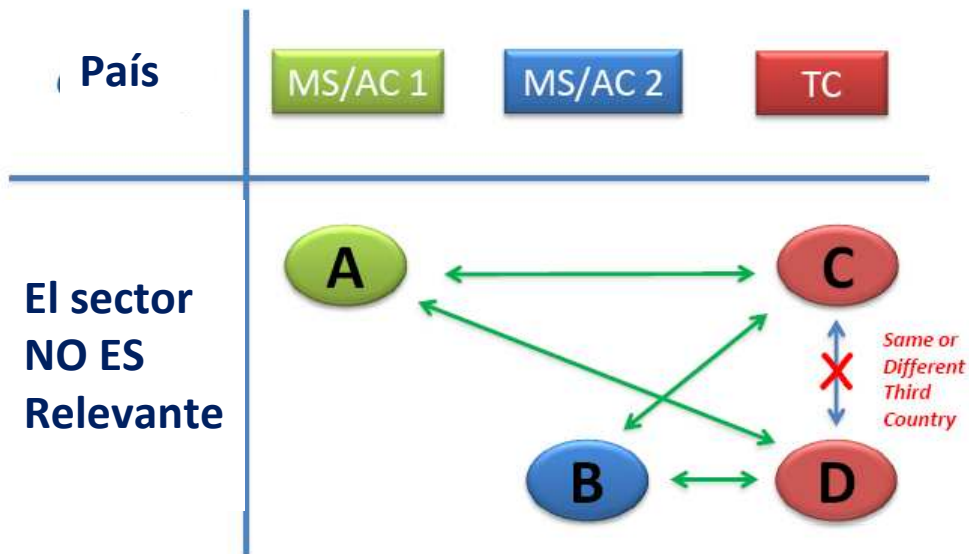 País
MS/AC 1
MS/AC 2
TC
El sector
NO ES
Relevante
A
C
Same or
Different
Third
Country
B
D